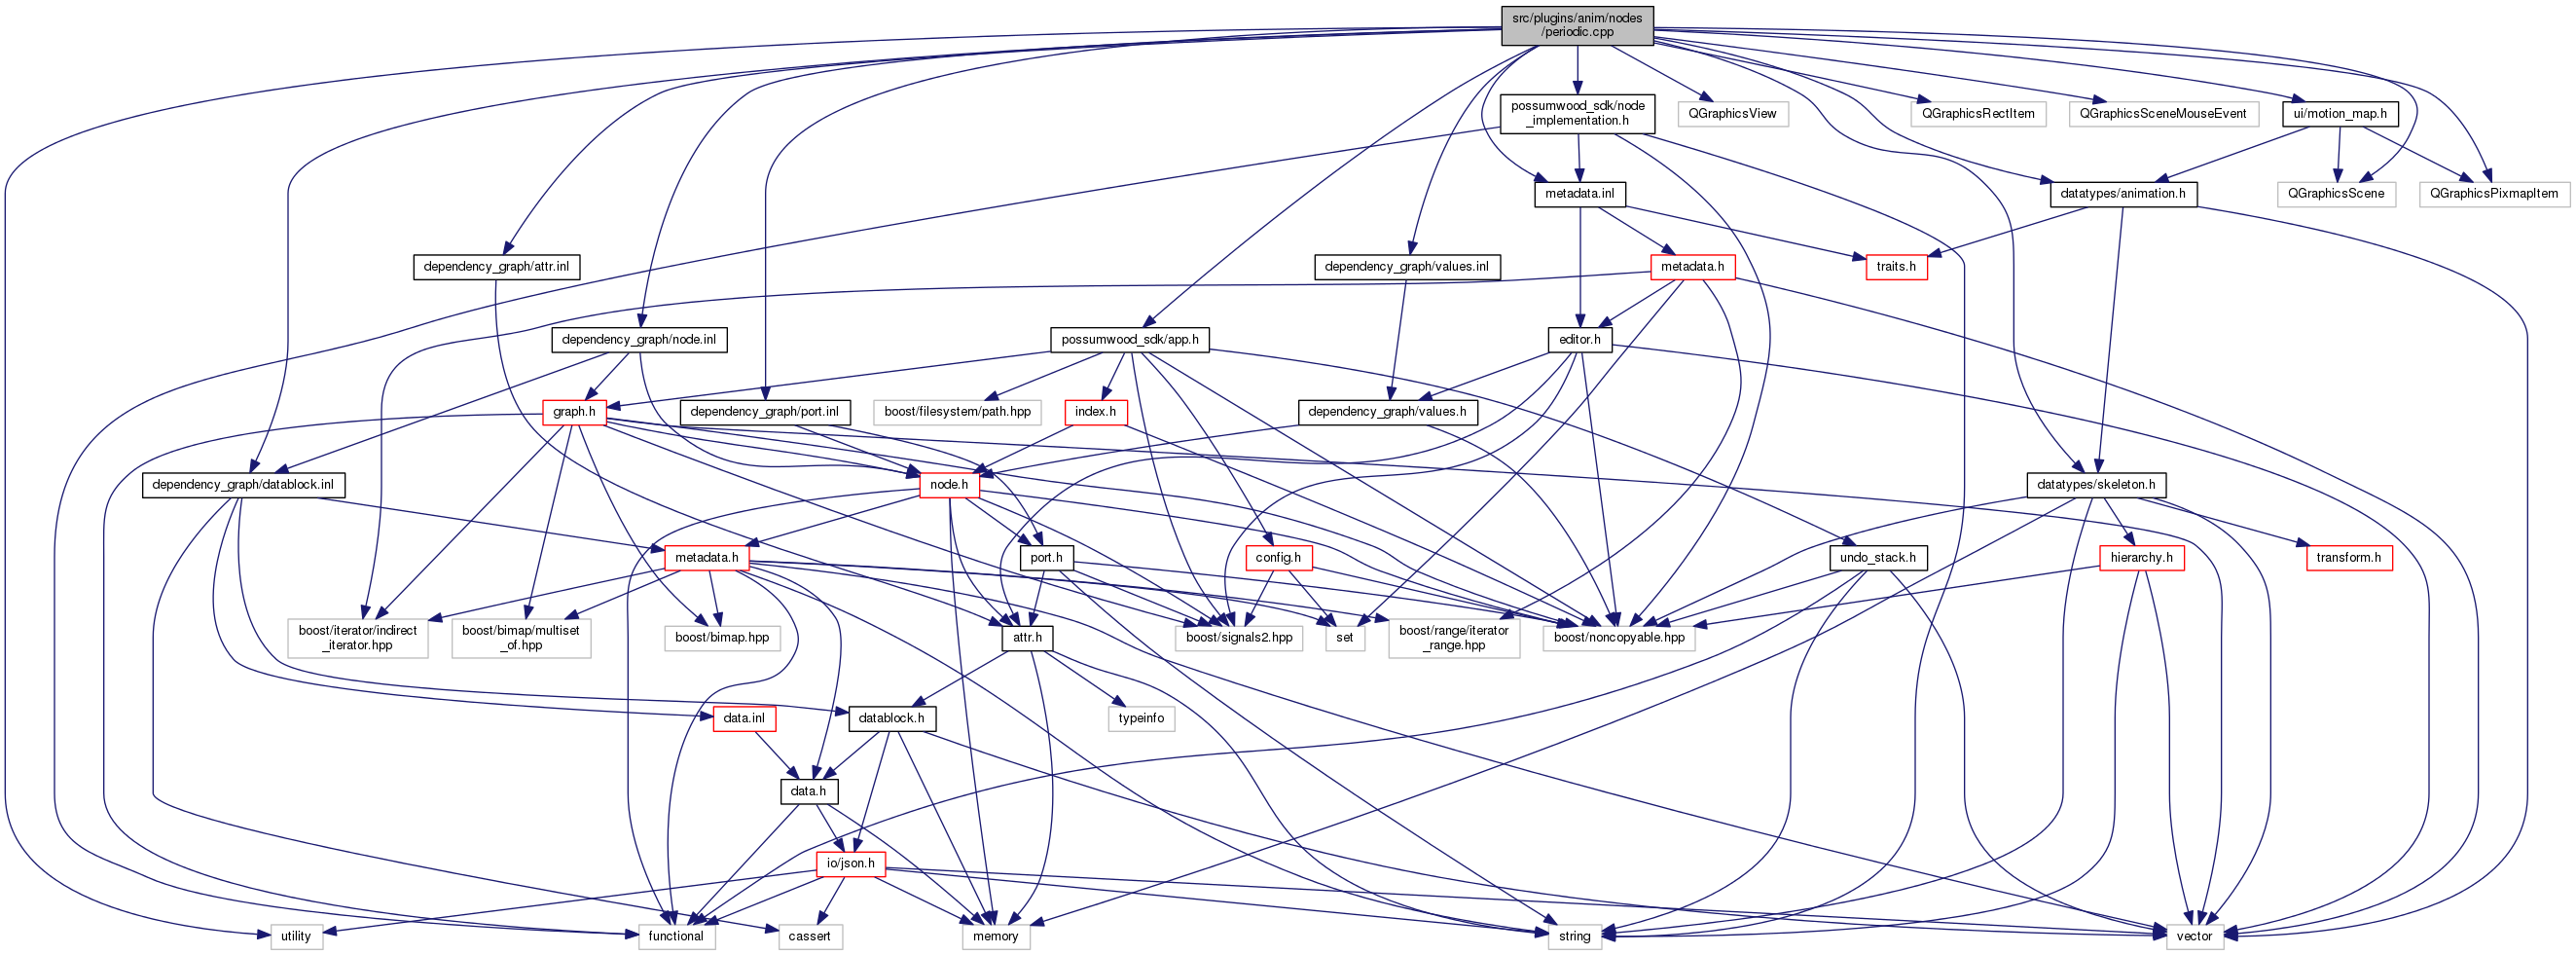 src/plugins/anim/nodes
/periodic.cpp
possumwood_sdk/node
_implementation.h
QGraphicsView
QGraphicsRectItem
QGraphicsSceneMouseEvent
ui/motion_map.h
metadata.inl
datatypes/animation.h
QGraphicsScene
QGraphicsPixmapItem
dependency_graph/attr.inl
dependency_graph/values.inl
metadata.h
traits.h
dependency_graph/node.inl
possumwood_sdk/app.h
editor.h
graph.h
dependency_graph/port.inl
boost/filesystem/path.hpp
index.h
dependency_graph/values.h
dependency_graph/datablock.inl
node.h
datatypes/skeleton.h
metadata.h
port.h
config.h
undo_stack.h
hierarchy.h
transform.h
boost/iterator/indirect
_iterator.hpp
boost/bimap/multiset
_of.hpp
boost/bimap.hpp
attr.h
boost/signals2.hpp
set
boost/range/iterator
_range.hpp
boost/noncopyable.hpp
data.inl
datablock.h
typeinfo
data.h
io/json.h
utility
functional
cassert
memory
string
vector